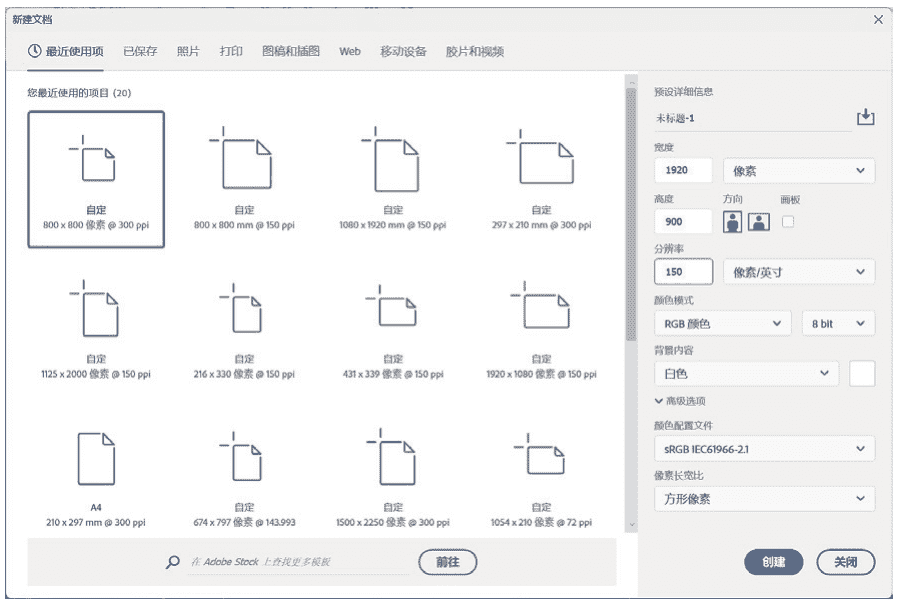 新建文档
最近使用项 已保存 照片 打印 图稿和插图 Web 移动设备 胶片和视频
您最近使用的项目 (20)
自定
800 x 800 像素 @ 300 ppi
自定
800 x 800 mm @ 150 ppi
自定
1080 x 1920 mm @ 150 ppi
自定
297 x 210 mm @ 300 ppi
自定
1125 x 2000 像素 @ 150 ppi
自定
216 x 330 像素 @ 150 ppi
自定
431 x 339 像素 @ 150 ppi
自定
1920 x 1080 像素 @ 150 ppi
A4
210 x 297 mm @ 300 ppi
自定
674 x 797 像素 @ 143.993
自定
1500 x 2250 像素 @ 300 ppi
自定
1054 x 210 像素 @ 72 ppi
在 Adobe Stock 上查找更多模板
前往
预设详细信息
未标题-1
宽度
1920 像素
高度 方向 画板
900
分辨率
150 像素/英寸
颜色模式
RGB 颜色 8 bit
背景内容
白色
高级选项
颜色配置文件
sRGB IEC61966-2.1
像素长宽比
方形像素
创建 关闭